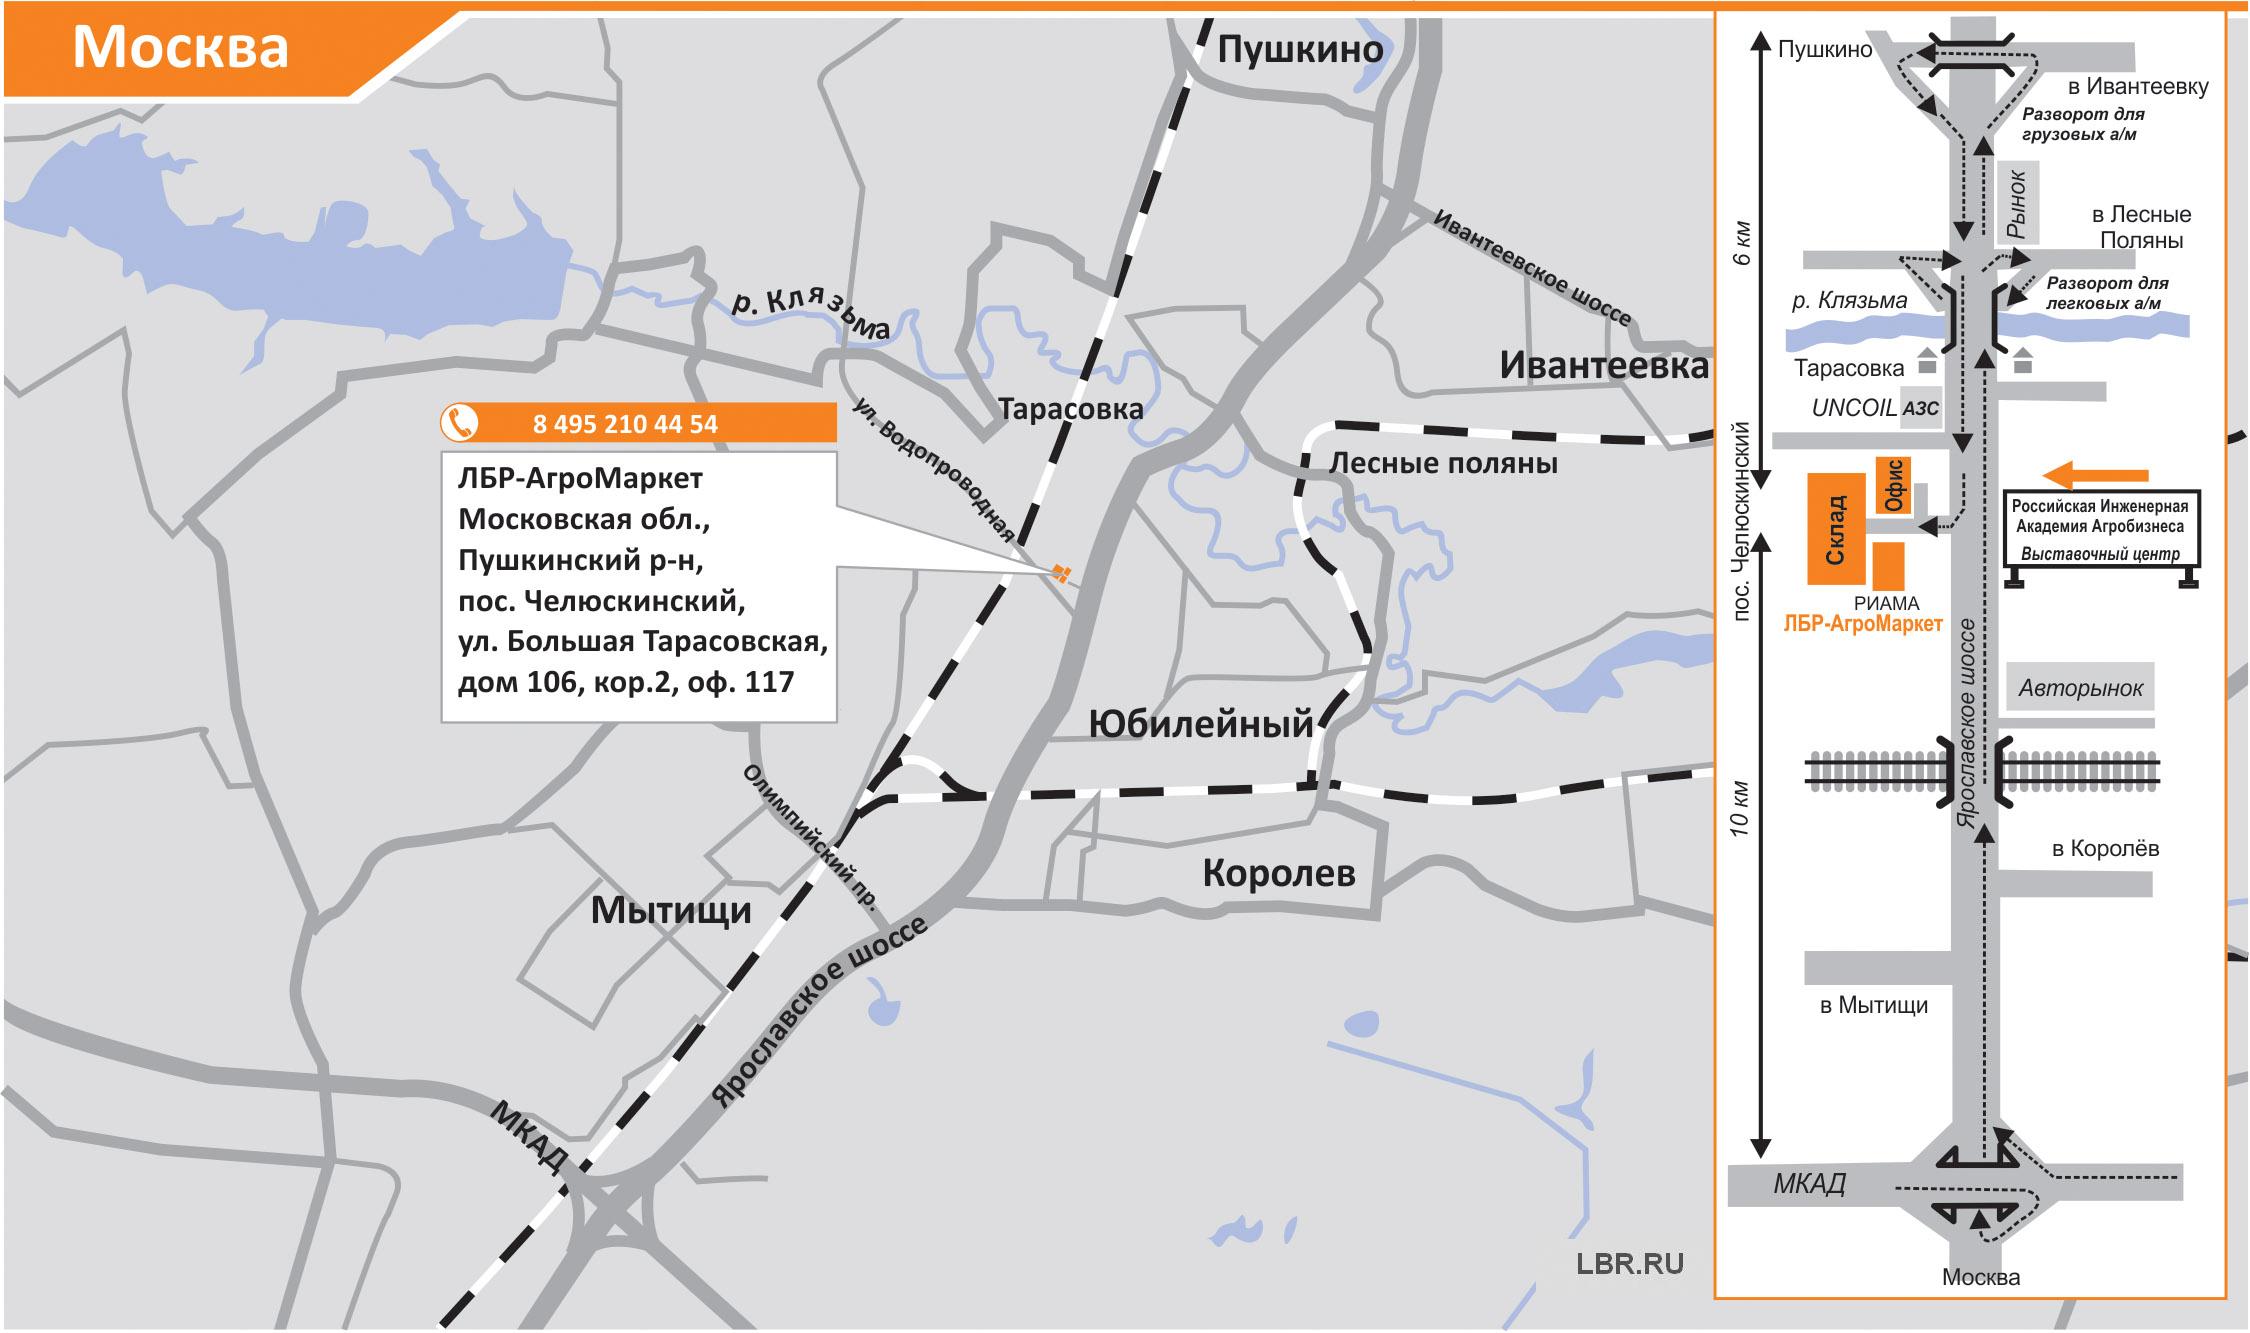 Москва
Пушкино
Ивантеевское шоссе
р. Клязьма
Ивантеевка
Тарасовка
ул. Водопроводная
Лесные поляны
8 495 210 44 54
ЛБР-АгроМаркет
Московская обл.,
Пушкинский р-н,
пос. Челюскинский,
ул. Большая Тарасовская,
дом 106, кор.2, оф. 117
Юбилейный
Олимпийский пр.
Королев
Мытищи
Ярославское шоссе
МКАД
LBR.RU
Пушкино
в Ивантеевку
Разворот для
грузовых а/м
Рынок
6 км
в Лесные
Поляны
Разворот для
легковых а/м
р. Клязьма
Тарасовка
UNCOIL
АЗС
пос. Челюскинский
Склад
Офис
Российская Инженерная
Академия Агробизнеса
Выставочный центр
РИАМА
ЛБР-АгроМаркет
Ярославское шоссе
Авторынок
10 км
в Королёв
в Мытищи
МКАД
Москва